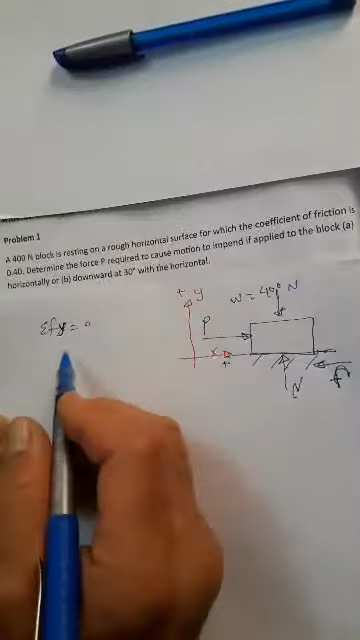 Problem 1
A 400 N block is resting on a rough horizontal surface for which the coefficient of friction is
0.40. Determine the force P required to cause motion to impend if applied to the block (a)
horizontally or (b) downward at 30° with the horizontal.
+ y
W = 400 N
Σfy = 0
P
x
+
f
N